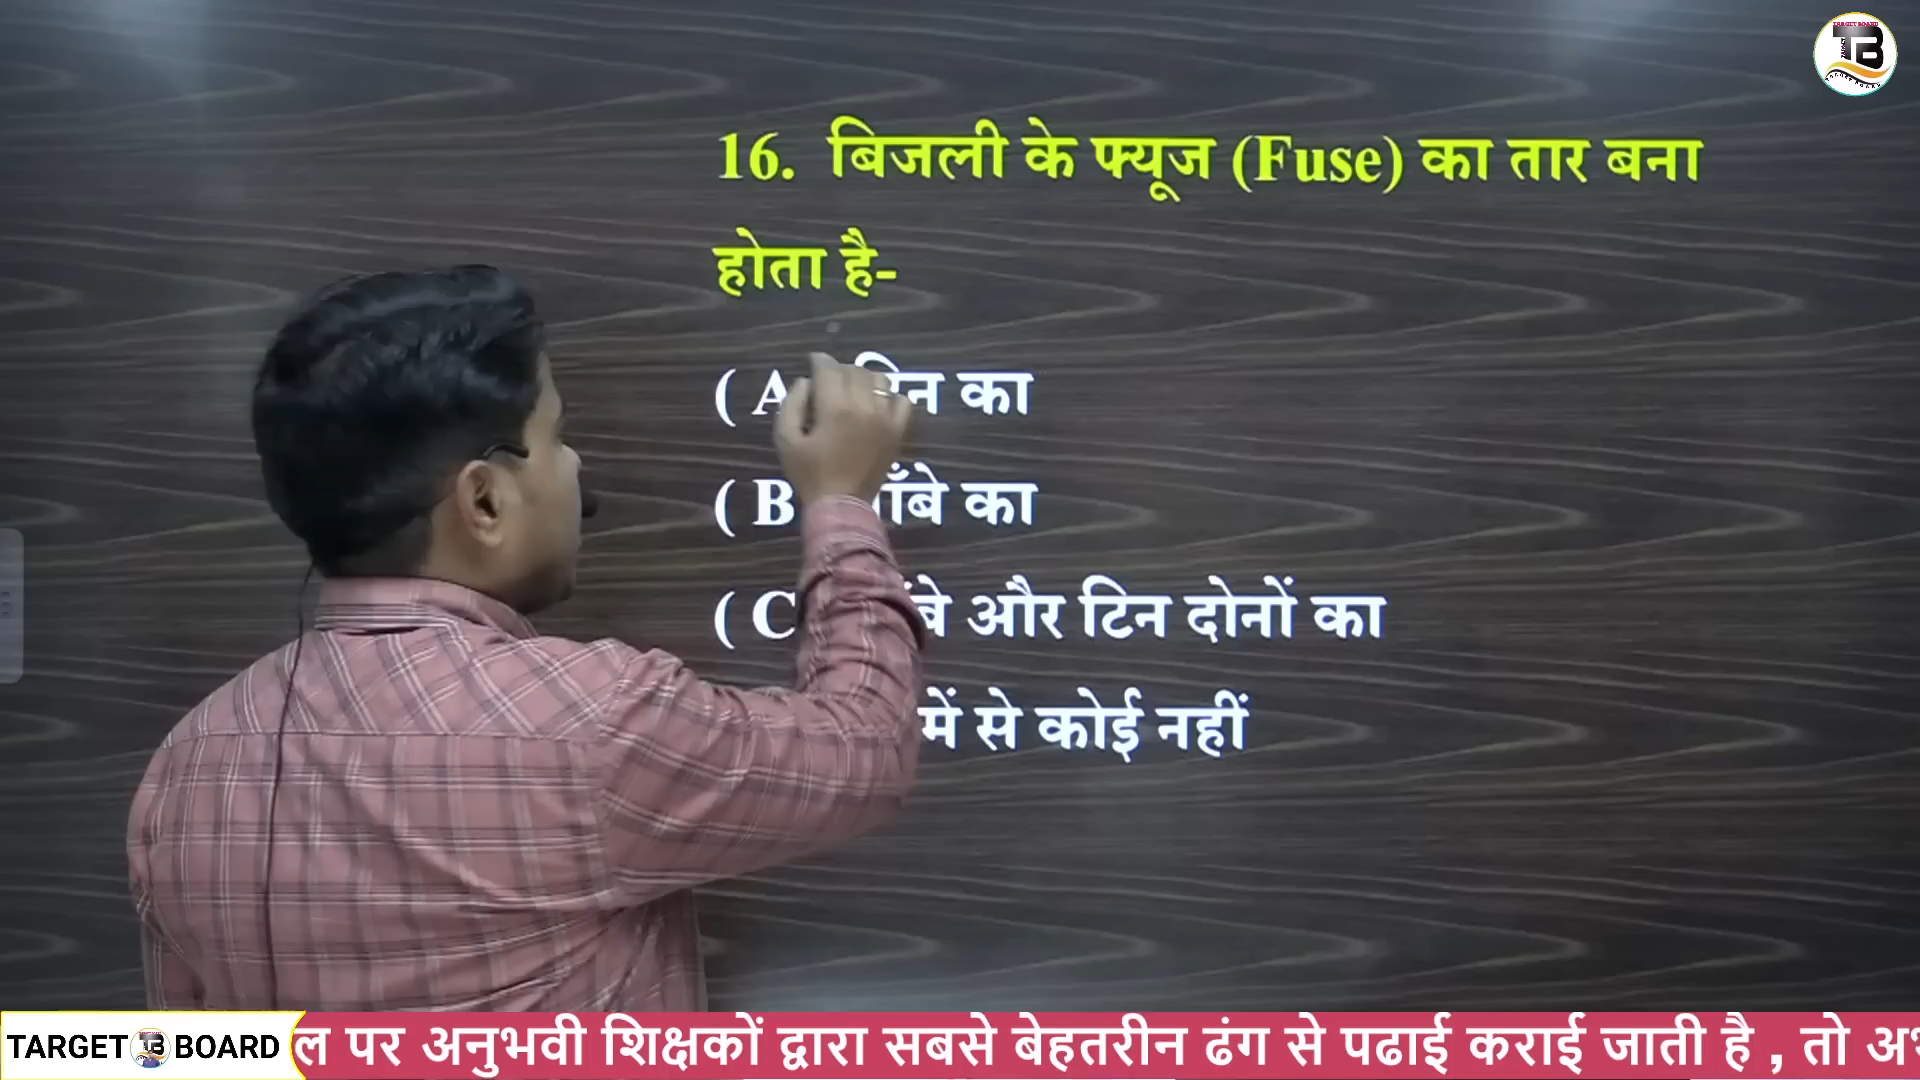 16. बिजली के फ्यूज (Fuse) का तार बना
होता है-
( A का
( B का
( C और टिन दोनों का
में से कोई नहीं
TARGET BOARD
पर अनुभवी शिक्षकों द्वारा सबसे बेहतरीन ढंग से पढाई कराई जाती है , तो